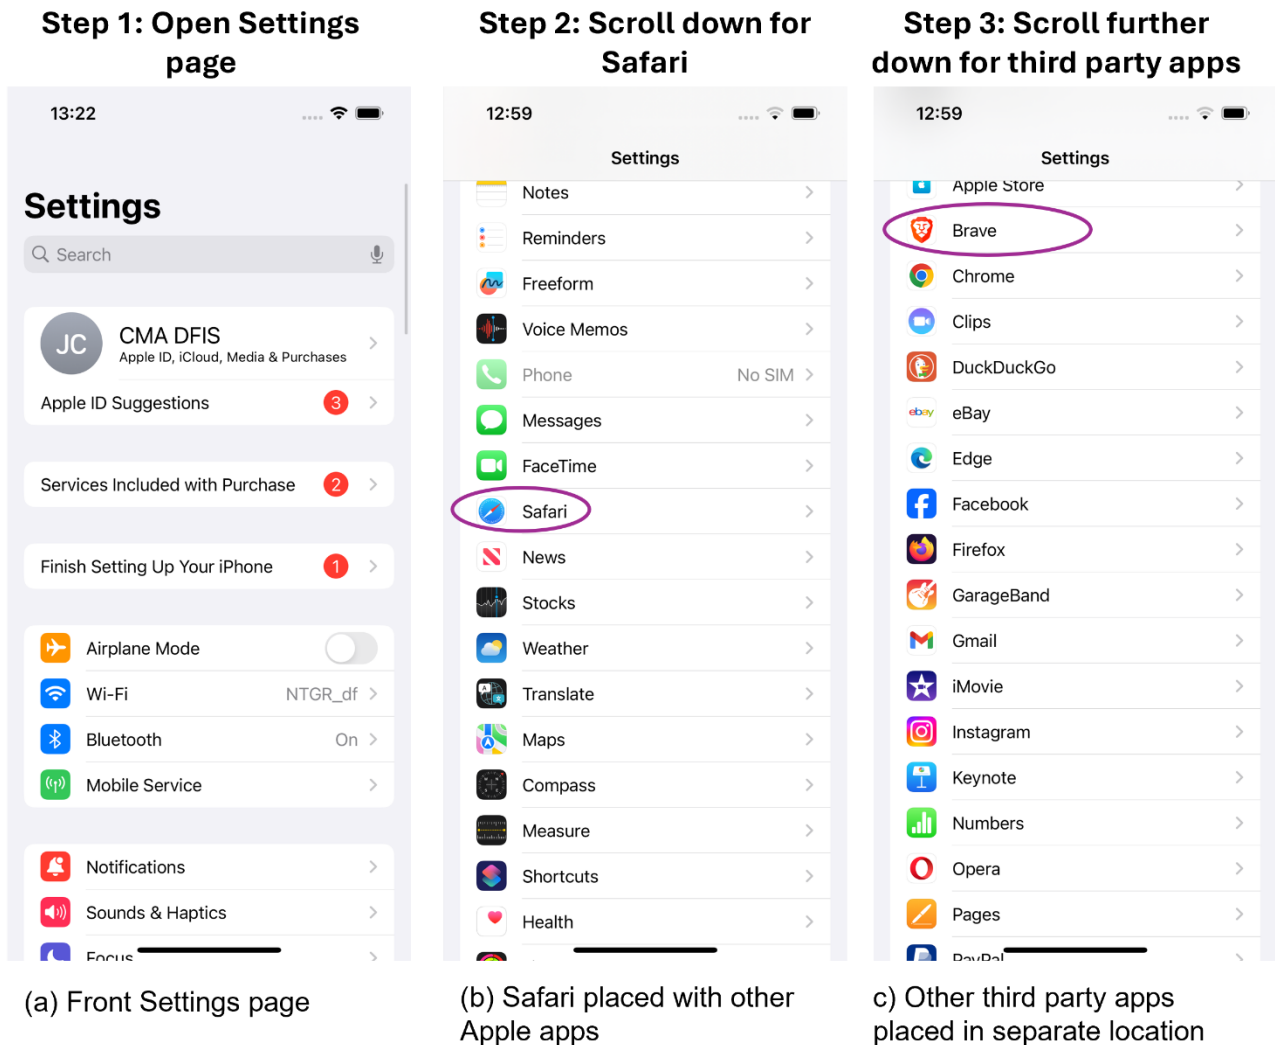 Step 1: Open Settings
page
13:22
Settings
Search
JC
CMA DFIS
Apple ID, iCloud, Media & Purchases
Apple ID Suggestions 3
Services Included with Purchase 2
Finish Setting Up Your iPhone 1
Airplane Mode
Wi-Fi NTGR_df
Bluetooth On
Mobile Service
Notifications
Sounds & Haptics
Focus
(a) Front Settings page
Step 2: Scroll down for
Safari
12:59
Settings
Notes
Reminders
Freeform
Voice Memos
Phone No SIM
Messages
FaceTime
Safari
News
Stocks
Weather
Translate
Maps
Compass
Measure
Shortcuts
Health
(b) Safari placed with other
Apple apps
Step 3: Scroll further
down for third party apps
12:59
Settings
Apple Store
Brave
Chrome
Clips
DuckDuckGo
ebay
eBay
Edge
Facebook
Firefox
GarageBand
Gmail
iMovie
Instagram
Keynote
Numbers
Opera
Pages
PayPal
c) Other third party apps
placed in separate location